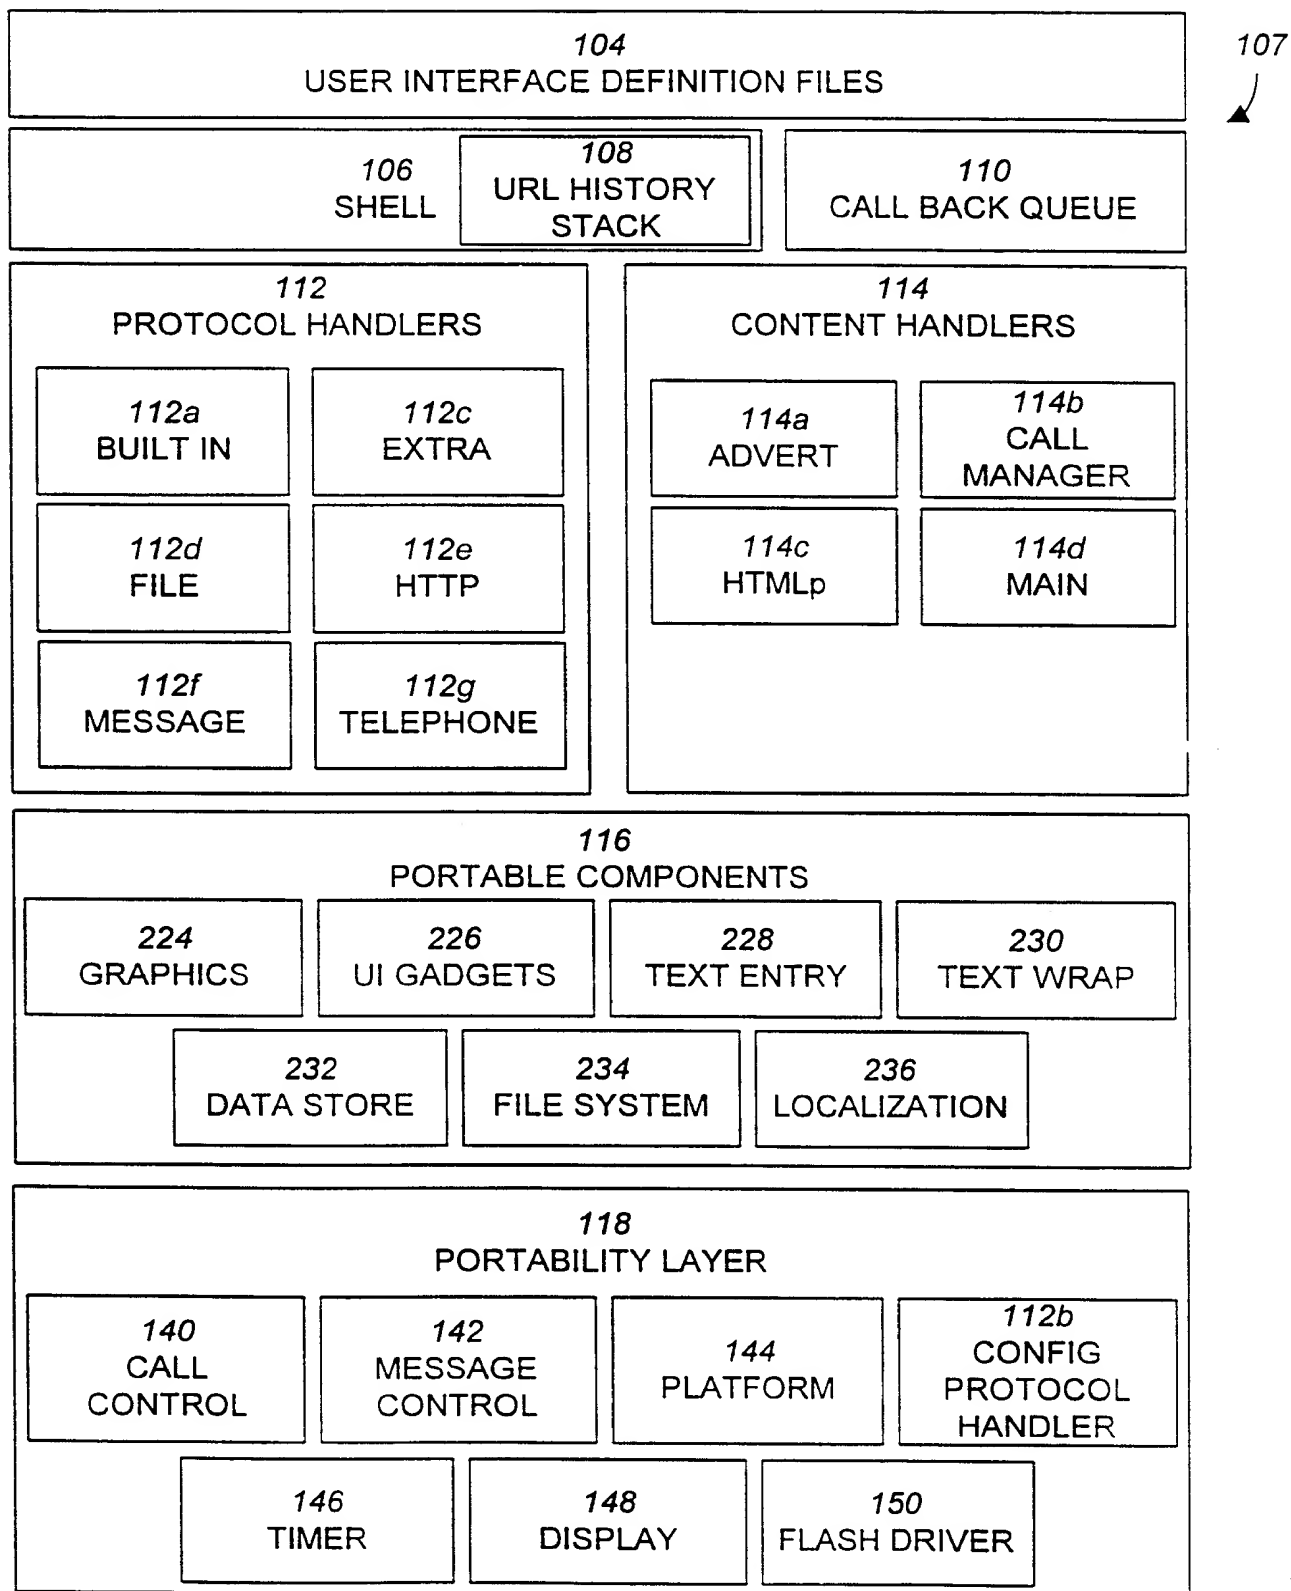 104
USER INTERFACE DEFINITION FILES
107
106
SHELL
108
URL HISTORY
STACK
110
CALL BACK QUEUE
112
PROTOCOL HANDLERS
112a
BUILT IN
112c
EXTRA
112d
FILE
112e
HTTP
112f
MESSAGE
112g
TELEPHONE
114
CONTENT HANDLERS
114a
ADVERT
114b
CALL
MANAGER
114c
HTMLp
114d
MAIN
116
PORTABLE COMPONENTS
224
GRAPHICS
226
UI GADGETS
228
TEXT ENTRY
230
TEXT WRAP
232
DATA STORE
234
FILE SYSTEM
236
LOCALIZATION
118
PORTABILITY LAYER
140
CALL
CONTROL
142
MESSAGE
CONTROL
144
PLATFORM
112b
CONFIG
PROTOCOL
HANDLER
146
TIMER
148
DISPLAY
150
FLASH DRIVER